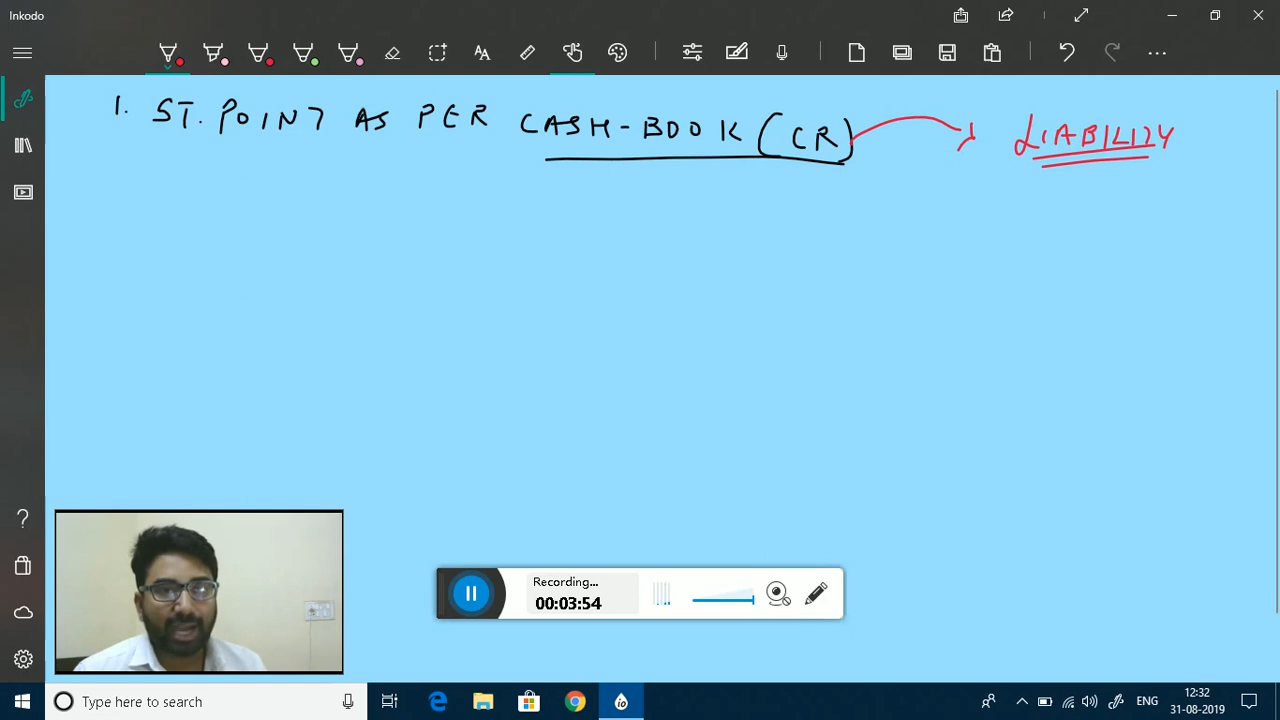 Inkodo
1. ST. POINT AS PER CASH-BOOK (CR) → LIABILITY
Recording...
00:03:54
Type here to search
ENG
12:32
31-08-2019